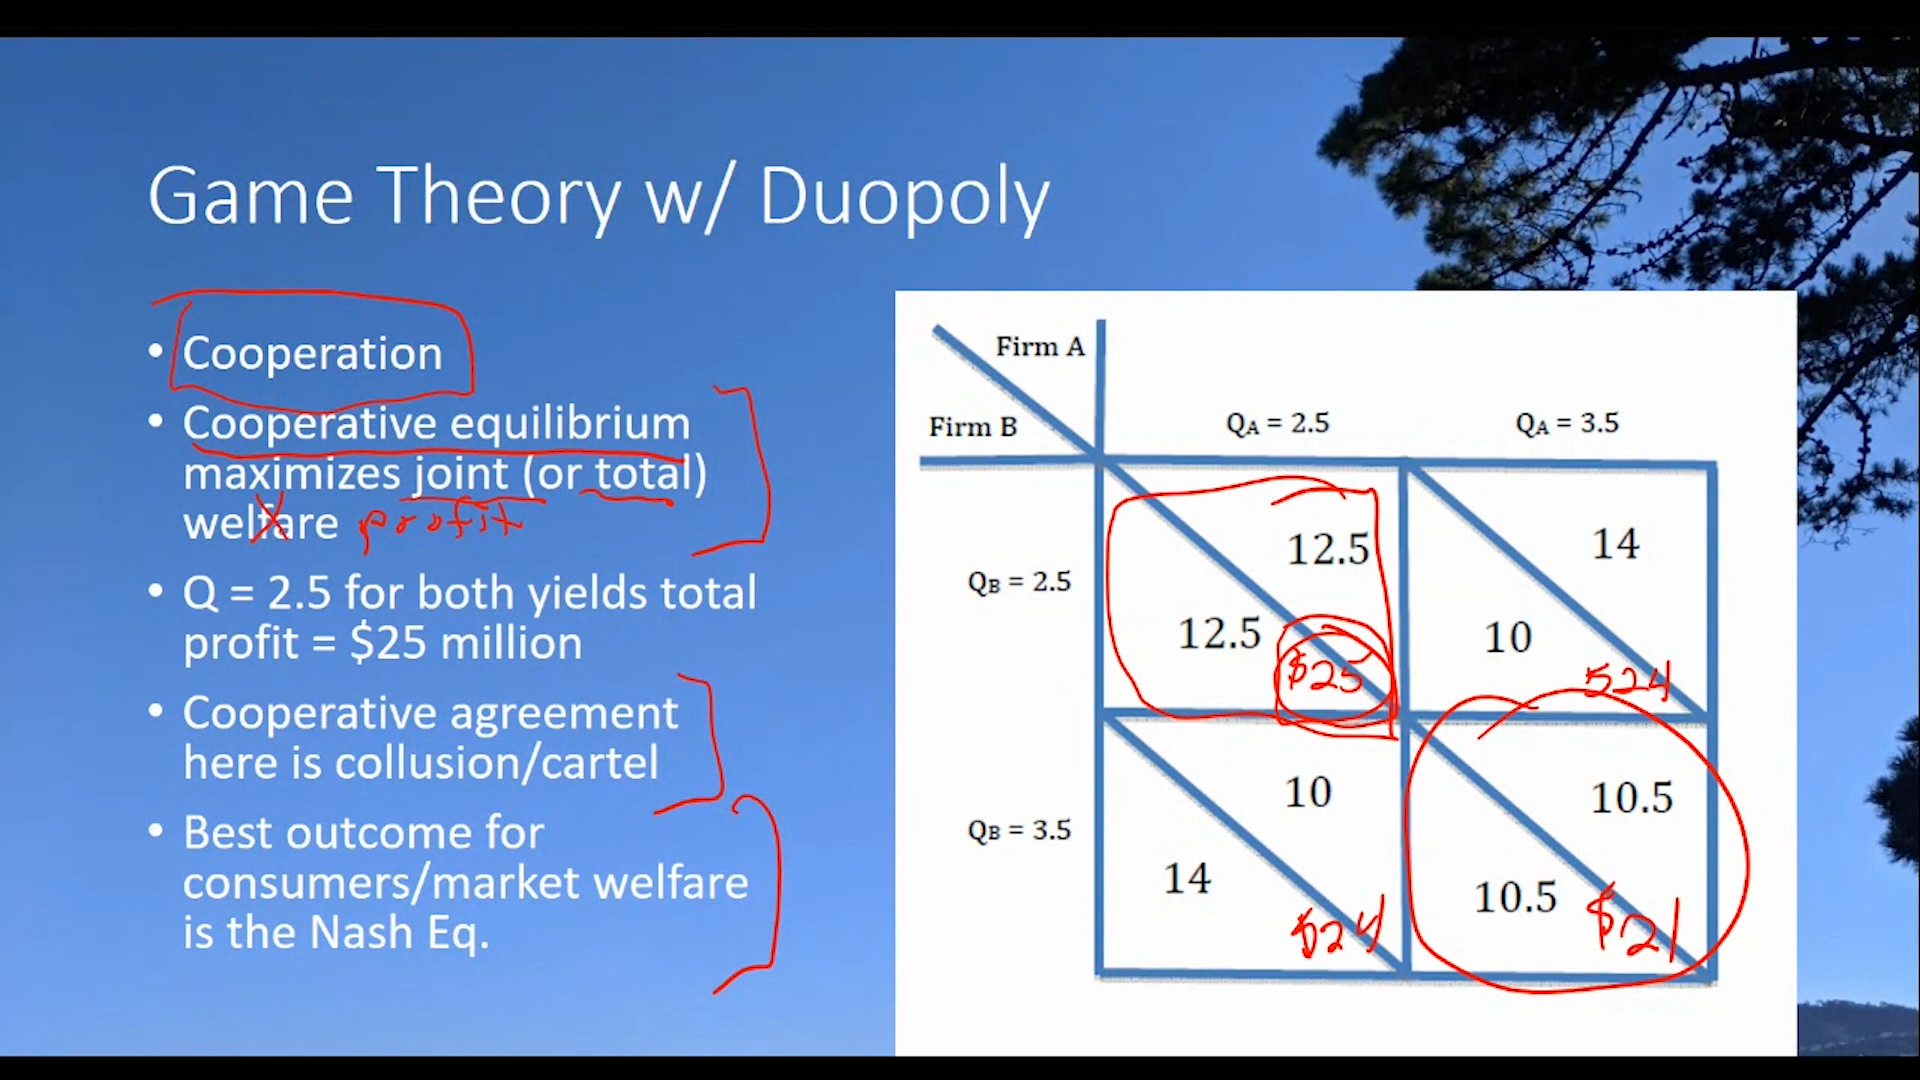 Game Theory w/ Duopoly
• Cooperation
• Cooperative equilibrium
maximizes joint (or total)
welfare profit
• Q = 2.5 for both yields total
profit = $25 million
• Cooperative agreement
here is collusion/cartel
• Best outcome for
consumers/market welfare
is the Nash Eq.
Firm A
Firm B
QA = 2.5
QA = 3.5
QB = 2.5
12.5
12.5
$25
14
10
$24
QB = 3.5
10
14
$24
10.5
10.5
$21